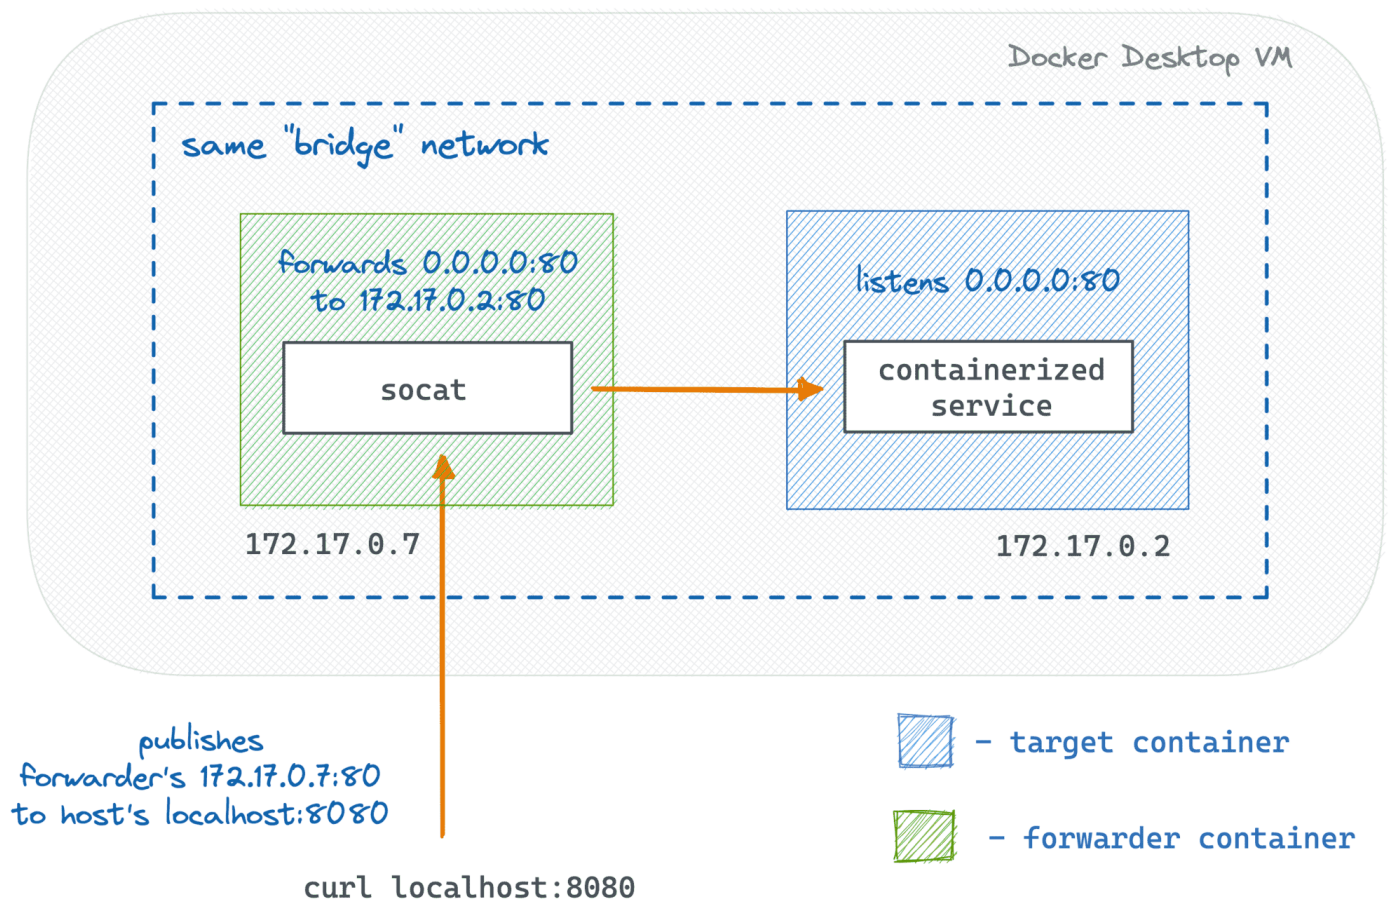 Docker Desktop VM
same "bridge" network
forwards 0.0.0.0:80
to 172.17.0.2:80
socat
172.17.0.7
listens 0.0.0.0:80
containerized
service
172.17.0.2
publishes
forwarder's 172.17.0.7:80
to host's localhost:8080
curl localhost:8080
- target container
- forwarder container